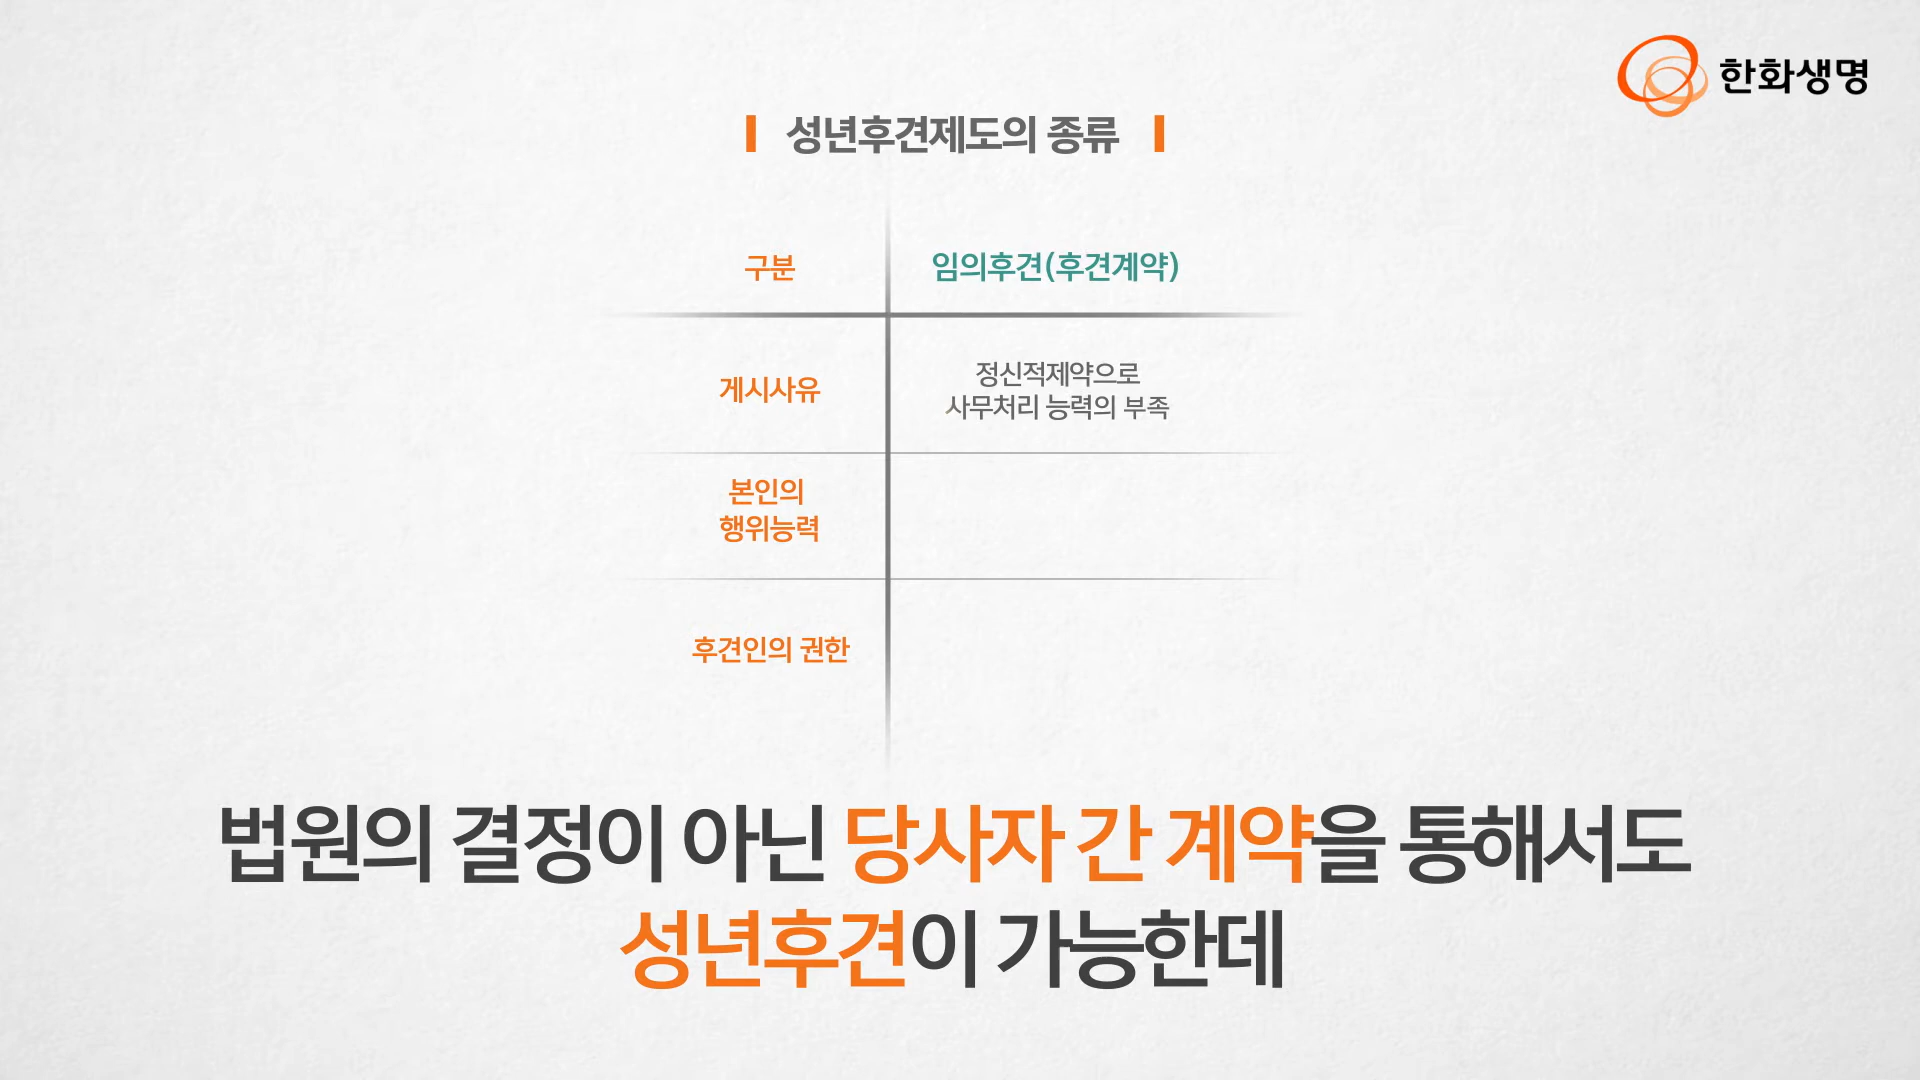 한화생명
성년후견제도의 종류
구분
임의후견(후견계약)
게시사유
정신적제약으로
사무처리 능력의 부족
본인의
행위능력
후견인의 권한
법원의 결정이 아닌 당사자 간 계약을 통해서도
성년후견이 가능한데